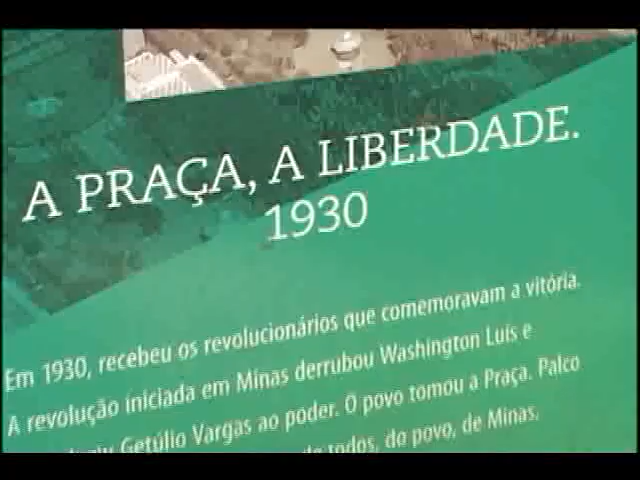 A PRAÇA, A LIBERDADE.
1930
Em 1930, recebeu os revolucionários que comemoravam a vitória.
A revolução iniciada em Minas derrubou Washington Luís e
Getúlio Vargas ao poder. O povo tomou a Praça. Palco
todos, do povo, de Minas.